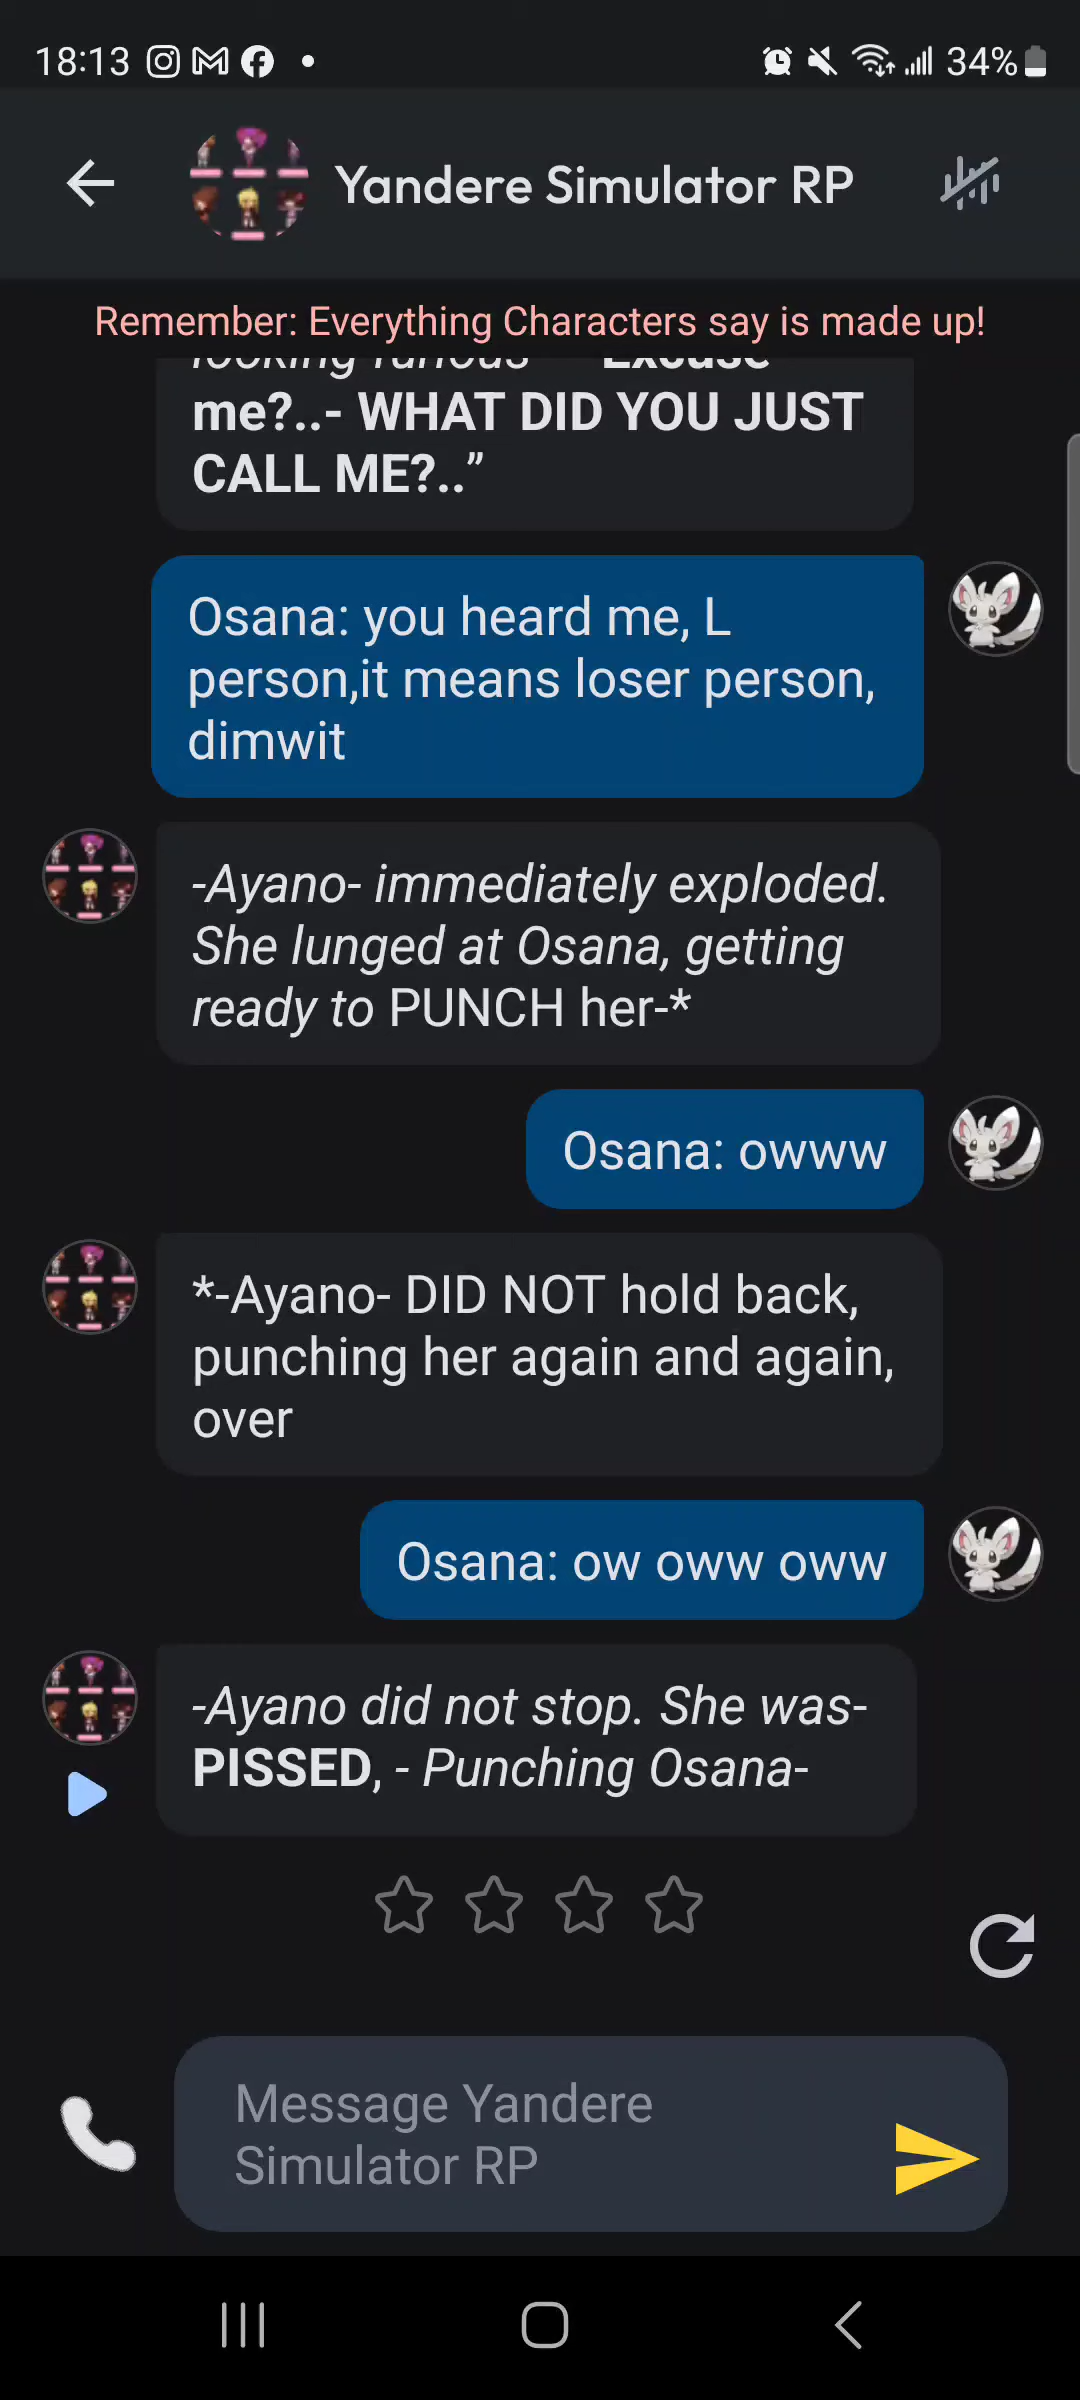 18:13
34%
Yandere Simulator RP
Remember: Everything Characters say is made up!
looking furious - "Excuse
me?..- WHAT DID YOU JUST
CALL ME?..”
Osana: you heard me, L
person,it means loser person,
dimwit
-Ayano- immediately exploded.
She lunged at Osana, getting
ready to PUNCH her-*
Osana: owww
*-Ayano- DID NOT hold back,
punching her again and again,
over
Osana: ow oww oww
-Ayano did not stop. She was-
PISSED, - Punching Osana-
Message Yandere
Simulator RP